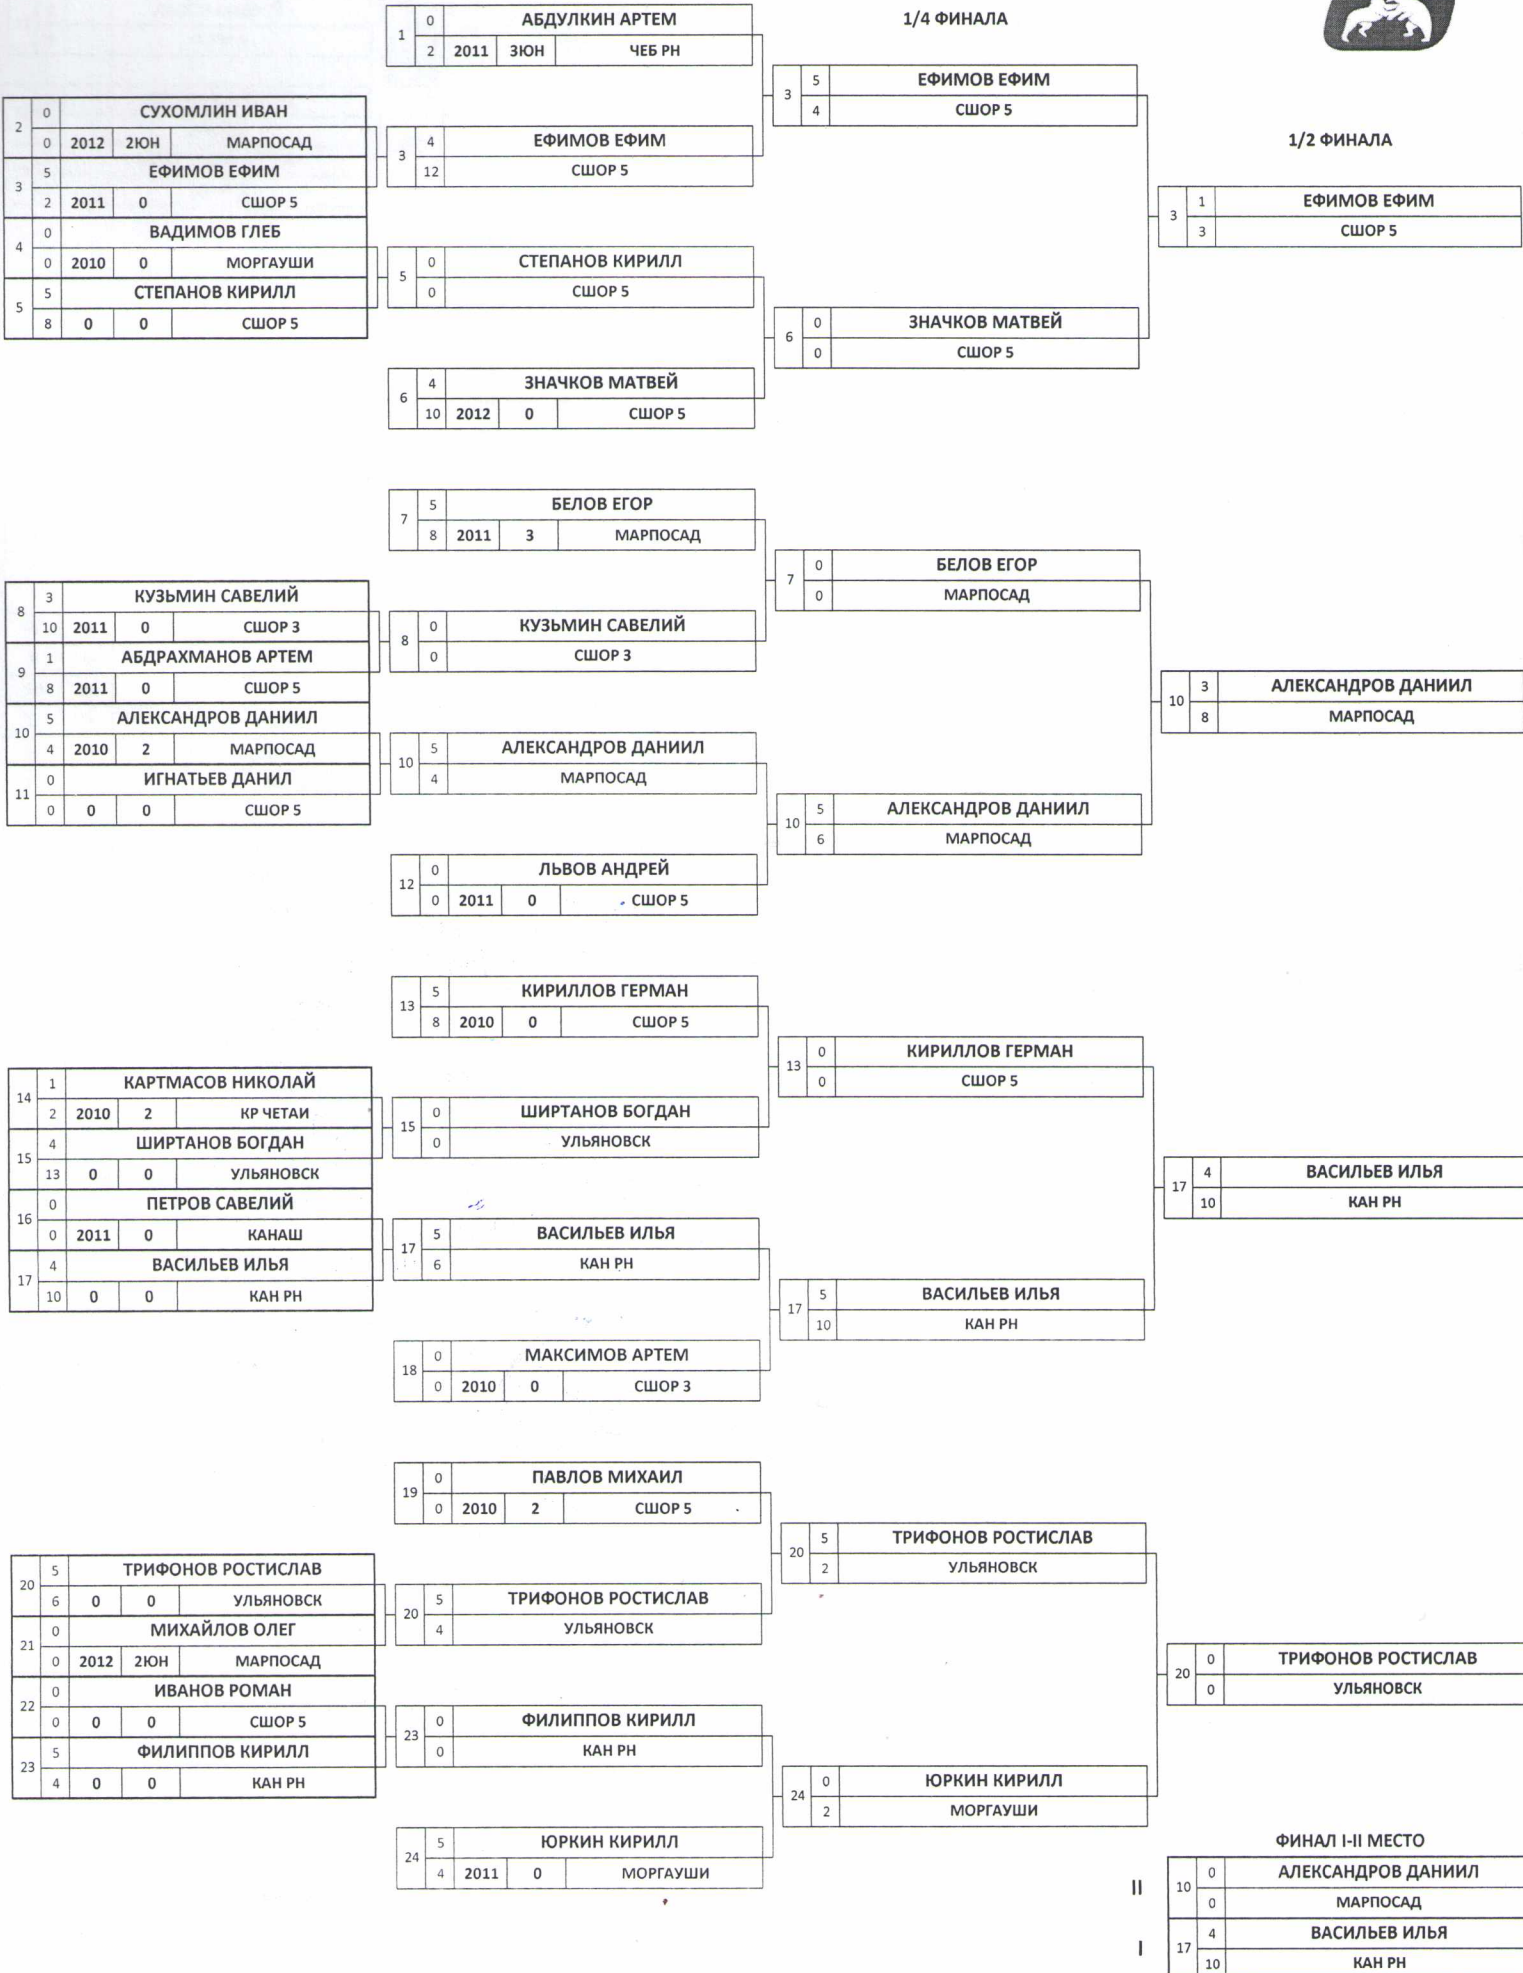 1/4 ФИНАЛА
1/2 ФИНАЛА
2 0 СУХОМЛИН ИВАН
0 2012 2ЮН МАРПОСАД
3 5 ЕФИМОВ ЕФИМ
2 2011 0 СШОР 5
4 0 ВАДИМОВ ГЛЕБ
0 2010 0 МОРГАУШИ
5 5 СТЕПАНОВ КИРИЛЛ
8 0 0 СШОР 5
8 3 КУЗЬМИН САВЕЛИЙ
10 2011 0 СШОР 3
9 1 АБДРАХМАНОВ АРТЕМ
8 2011 0 СШОР 5
10 5 АЛЕКСАНДРОВ ДАНИИЛ
4 2010 2 МАРПОСАД
11 0 ИГНАТЬЕВ ДАНИЛ
0 0 0 СШОР 5
14 1 КАРТМАСОВ НИКОЛАЙ
2 2010 2 КР ЧЕТАИ
15 4 ШИРТАНОВ БОГДАН
13 0 0 УЛЬЯНОВСК
16 0 ПЕТРОВ САВЕЛИЙ
0 2011 0 КАНАШ
17 4 ВАСИЛЬЕВ ИЛЬЯ
10 0 0 КАН РН
20 5 ТРИФОНОВ РОСТИСЛАВ
6 0 0 УЛЬЯНОВСК
21 0 МИХАЙЛОВ ОЛЕГ
0 2012 2ЮН МАРПОСАД
22 0 ИВАНОВ РОМАН
0 0 0 СШОР 5
23 5 ФИЛИППОВ КИРИЛЛ
4 0 0 КАН РН
1 0 АБДУЛКИН АРТЕМ
2 2011 3ЮН ЧЕБ РН
3 4 ЕФИМОВ ЕФИМ
12 СШОР 5
5 0 СТЕПАНОВ КИРИЛЛ
0 СШОР 5
6 4 ЗНАЧКОВ МАТВЕЙ
10 2012 0 СШОР 5
7 5 БЕЛОВ ЕГОР
8 2011 3 МАРПОСАД
8 0 КУЗЬМИН САВЕЛИЙ
0 СШОР 3
10 5 АЛЕКСАНДРОВ ДАНИИЛ
4 МАРПОСАД
12 0 ЛЬВОВ АНДРЕЙ
0 2011 0 СШОР 5
13 5 КИРИЛЛОВ ГЕРМАН
8 2010 0 СШОР 5
15 0 ШИРТАНОВ БОГДАН
0 УЛЬЯНОВСК
17 5 ВАСИЛЬЕВ ИЛЬЯ
6 КАН РН
18 0 МАКСИМОВ АРТЕМ
0 2010 0 СШОР 3
19 0 ПАВЛОВ МИХАИЛ
0 2010 2 СШОР 5
20 5 ТРИФОНОВ РОСТИСЛАВ
4 УЛЬЯНОВСК
23 0 ФИЛИППОВ КИРИЛЛ
0 КАН РН
24 5 ЮРКИН КИРИЛЛ
4 2011 0 МОРГАУШИ
3 5 ЕФИМОВ ЕФИМ
4 СШОР 5
6 0 ЗНАЧКОВ МАТВЕЙ
0 СШОР 5
7 0 БЕЛОВ ЕГОР
0 МАРПОСАД
10 5 АЛЕКСАНДРОВ ДАНИИЛ
6 МАРПОСАД
13 0 КИРИЛЛОВ ГЕРМАН
0 СШОР 5
17 5 ВАСИЛЬЕВ ИЛЬЯ
10 КАН РН
20 5 ТРИФОНОВ РОСТИСЛАВ
2 УЛЬЯНОВСК
24 0 ЮРКИН КИРИЛЛ
2 МОРГАУШИ
3 1 ЕФИМОВ ЕФИМ
3 СШОР 5
10 3 АЛЕКСАНДРОВ ДАНИИЛ
8 МАРПОСАД
17 4 ВАСИЛЬЕВ ИЛЬЯ
10 КАН РН
20 0 ТРИФОНОВ РОСТИСЛАВ
0 УЛЬЯНОВСК
ФИНАЛ I-II МЕСТО
II 10 0 АЛЕКСАНДРОВ ДАНИИЛ
0 МАРПОСАД
I 17 4 ВАСИЛЬЕВ ИЛЬЯ
10 КАН РН